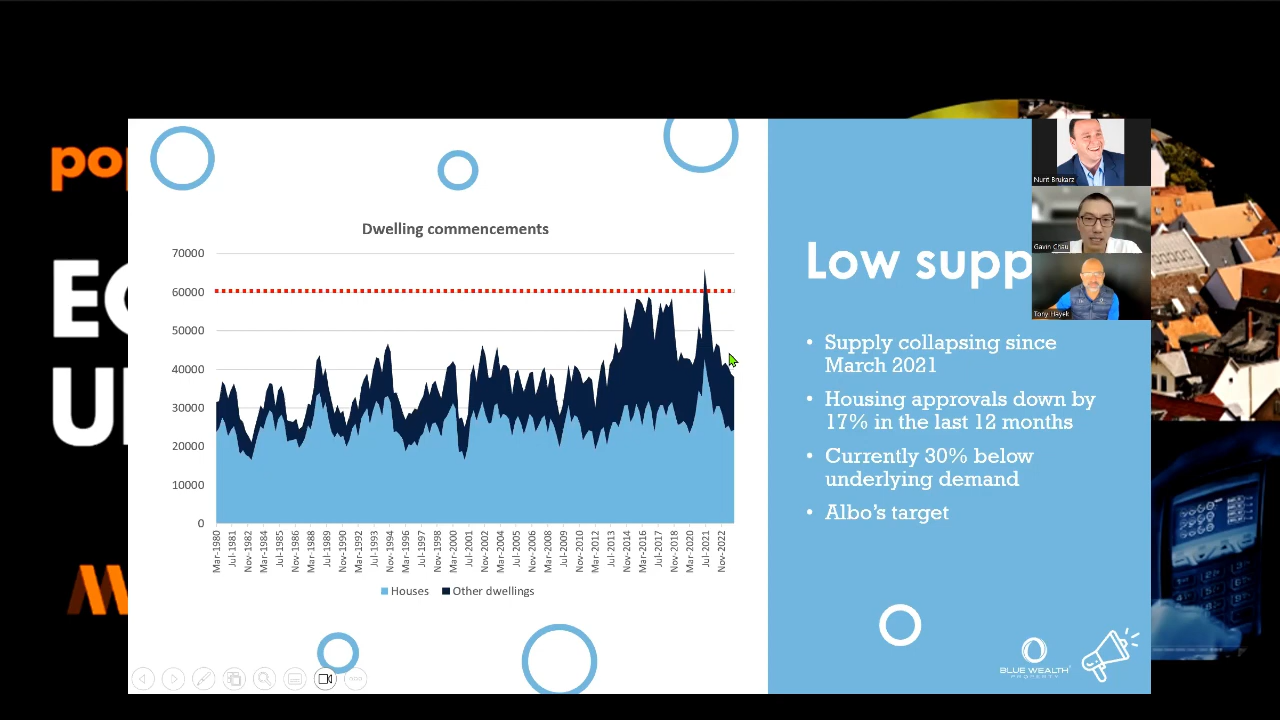 pop
EC
U
Dwelling commencements
70000
60000
50000
40000
30000
20000
10000
0
Mar-1980
Jul-1981
Nov-1982
Mar-1984
Jul-1985
Nov-1986
Mar-1988
Jul-1989
Nov-1990
Mar-1992
Jul-1993
Nov-1994
Mar-1996
Jul-1997
Nov-1998
Mar-2000
Jul-2001
Nov-2002
Mar-2004
Jul-2005
Nov-2006
Mar-2008
Jul-2009
Nov-2010
Mar-2012
Jul-2013
Nov-2014
Mar-2016
Jul-2017
Nov-2018
Mar-2020
Jul-2021
Nov-2022
Houses
Other dwellings
Low supp
• Supply collapsing since
March 2021
• Housing approvals down by
17% in the last 12 months
• Currently 30% below
underlying demand
• Albo's target
Nurit Brukarz
Gavin Chau
Tony Hayek
BLUE WEALTH
PROPERTY